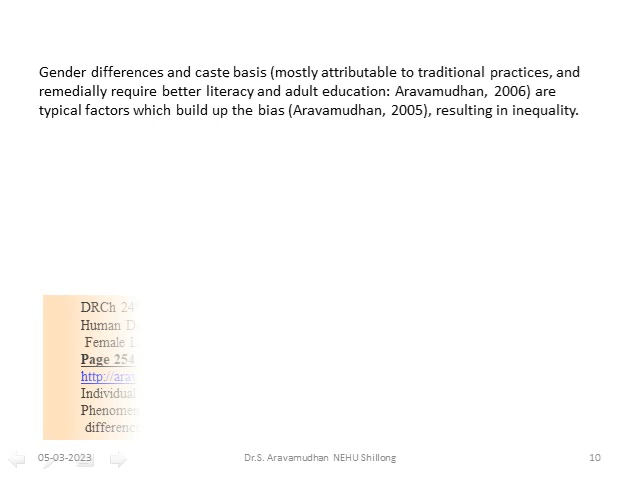 Gender differences and caste basis (mostly attributable to traditional practices, and
remedially require better literacy and adult education: Aravamudhan, 2006) are
typical factors which build up the bias (Aravamudhan, 2005), resulting in inequality.
DRCh 24
Human D
Female
Page 254
http://ara
Individual
Phenomen
differenc
05-03-2023
Dr.S. Aravamudhan NEHU Shillong
10